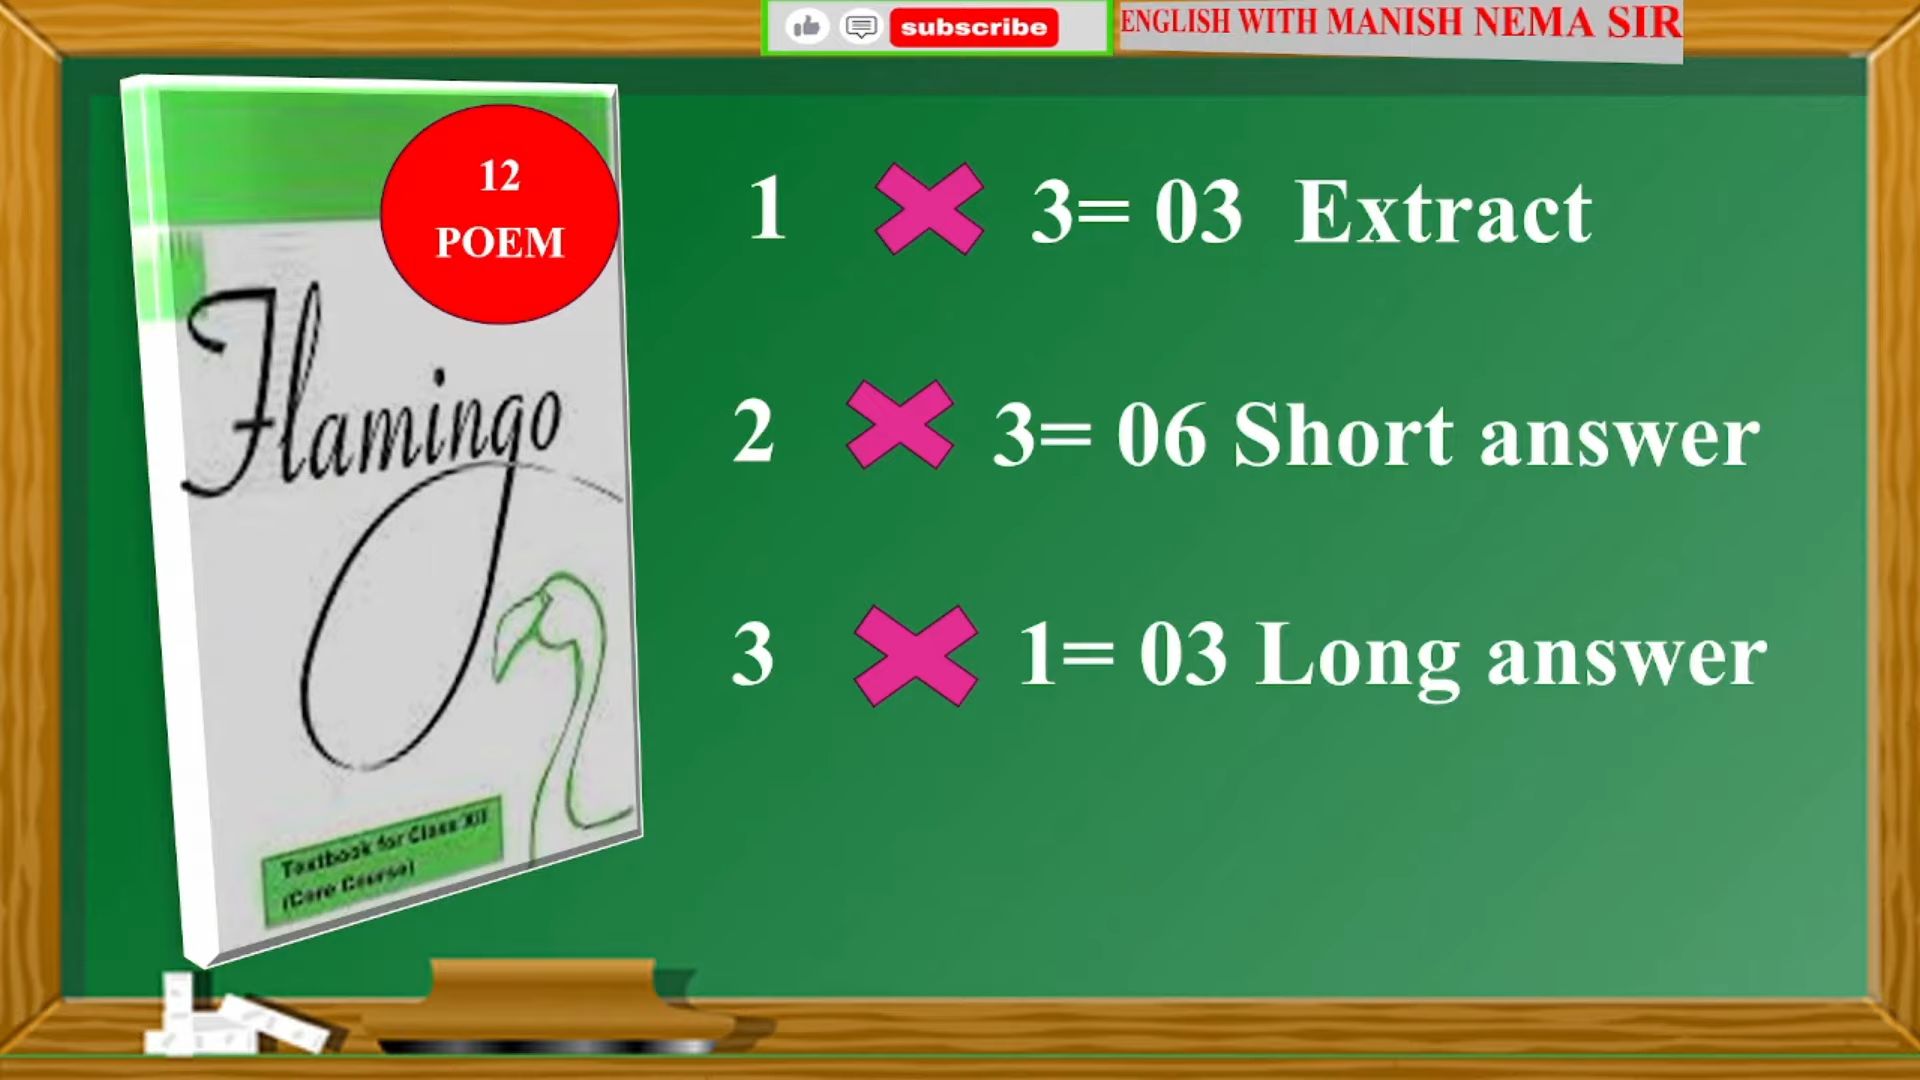 subscribe
ENGLISH WITH MANISH NEMA SIR
12
POEM
Flamingo
Textbook for Class XII
(Core Course)
1 ✖ 3= 03 Extract
2 ✖ 3= 06 Short answer
3 ✖ 1= 03 Long answer